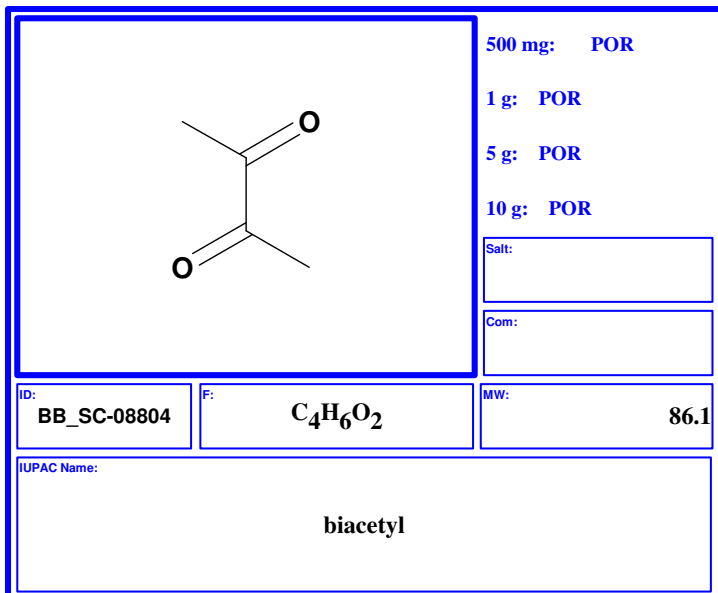 O
O
500 mg: POR
1 g: POR
5 g: POR
10 g: POR
Salt:
Com:
ID:
BB_SC-08804
F:
C4H6O2
MW:
86.1
IUPAC Name:
biacetyl